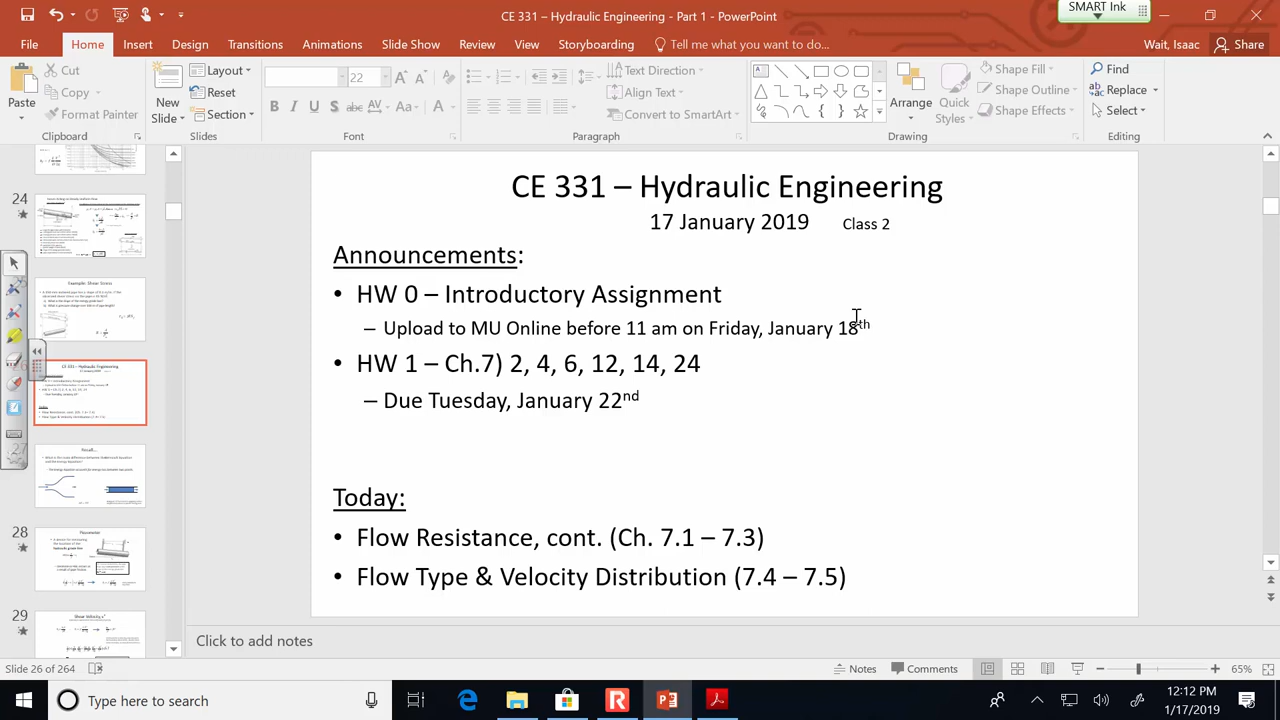 CE 331 – Hydraulic Engineering - Part 1 - PowerPoint
SMART Ink
File Home Insert Design Transitions Animations Slide Show Review View Storyboarding Tell me what you want to do... Wait, Isaac Share
Paste
Cut
Copy
Format Painter
Clipboard
New Slide
Layout
Reset
Section
Slides
22
B I U S abc AV Aa A
Font
Text Direction
Align Text
Convert to SmartArt
Paragraph
Arrange
Quick Styles
Shape Fill
Shape Outline
Shape Effects
Drawing
Find
Replace
Select
Editing
24
28
29
CE 331 – Hydraulic Engineering
17 January 2019 Class 2
Announcements:
• HW 0 – Introductory Assignment
– Upload to MU Online before 11 am on Friday, January 18th
• HW 1 – Ch.7) 2, 4, 6, 12, 14, 24
– Due Tuesday, January 22nd
Today:
• Flow Resistance, cont. (Ch. 7.1 – 7.3)
• Flow Type & Velocity Distribution (7.4 – 7.5)
Click to add notes
Slide 26 of 264 Notes Comments 65%
Type here to search
12:12 PM
1/17/2019